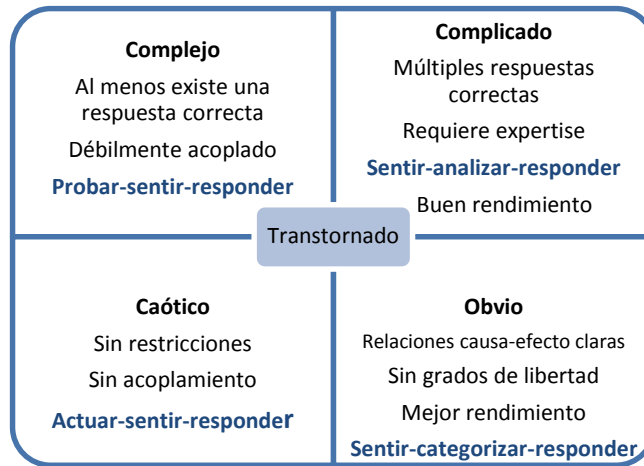 Complejo
Al menos existe una
respuesta correcta
Débilmente acoplado
Probar-sentir-responder
Complicado
Múltiples respuestas
correctas
Requiere expertise
Sentir-analizar-responder
Buen rendimiento
Transtornado
Caótico
Sin restricciones
Sin acoplamiento
Actuar-sentir-responder
Obvio
Relaciones causa-efecto claras
Sin grados de libertad
Mejor rendimiento
Sentir-categorizar-responder